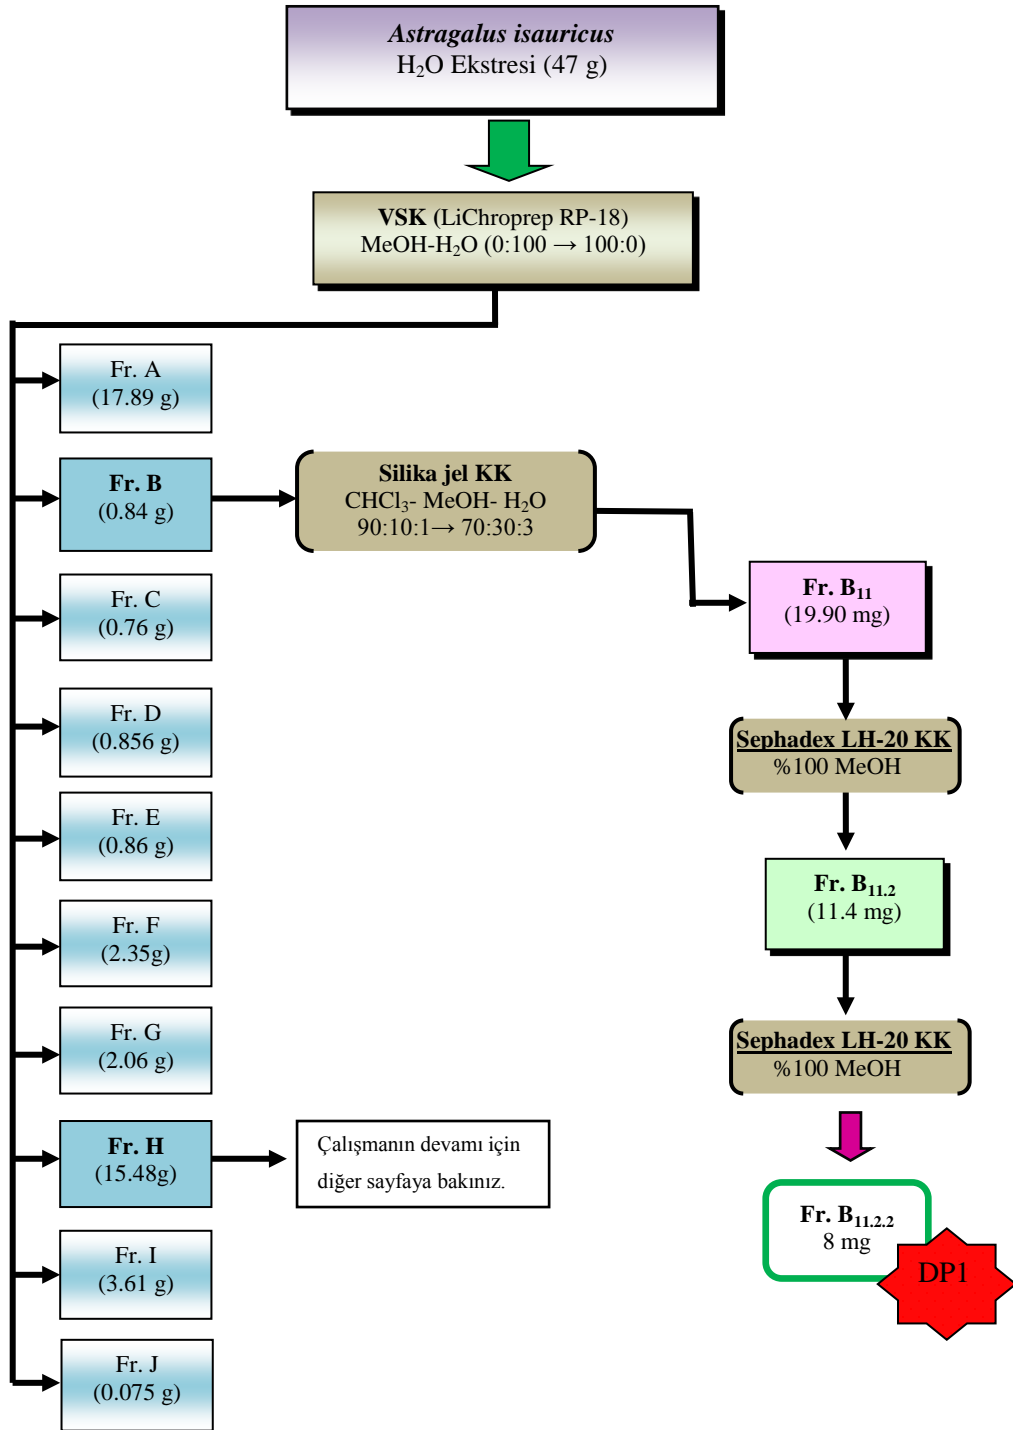 Astragalus isauricus
H₂O Ekstresi (47 g)
VSK (LiChroprep RP-18)
MeOH-H₂O (0:100 → 100:0)
Fr. A
(17.89 g)
Fr. B
(0.84 g)
Silika jel KK
CHCl₃- MeOH- H₂O
90:10:1→ 70:30:3
Fr. B₁₁
(19.90 mg)
Fr. C
(0.76 g)
Fr. D
(0.856 g)
Sephadex LH-20 KK
%100 MeOH
Fr. E
(0.86 g)
Fr. B₁₁.₂
(11.4 mg)
Fr. F
(2.35g)
Fr. G
(2.06 g)
Sephadex LH-20 KK
%100 MeOH
Fr. H
(15.48g)
Çalışmanın devamı için
diğer sayfaya bakınız.
Fr. B₁₁.₂.₂
8 mg
DP1
Fr. I
(3.61 g)
Fr. J
(0.075 g)